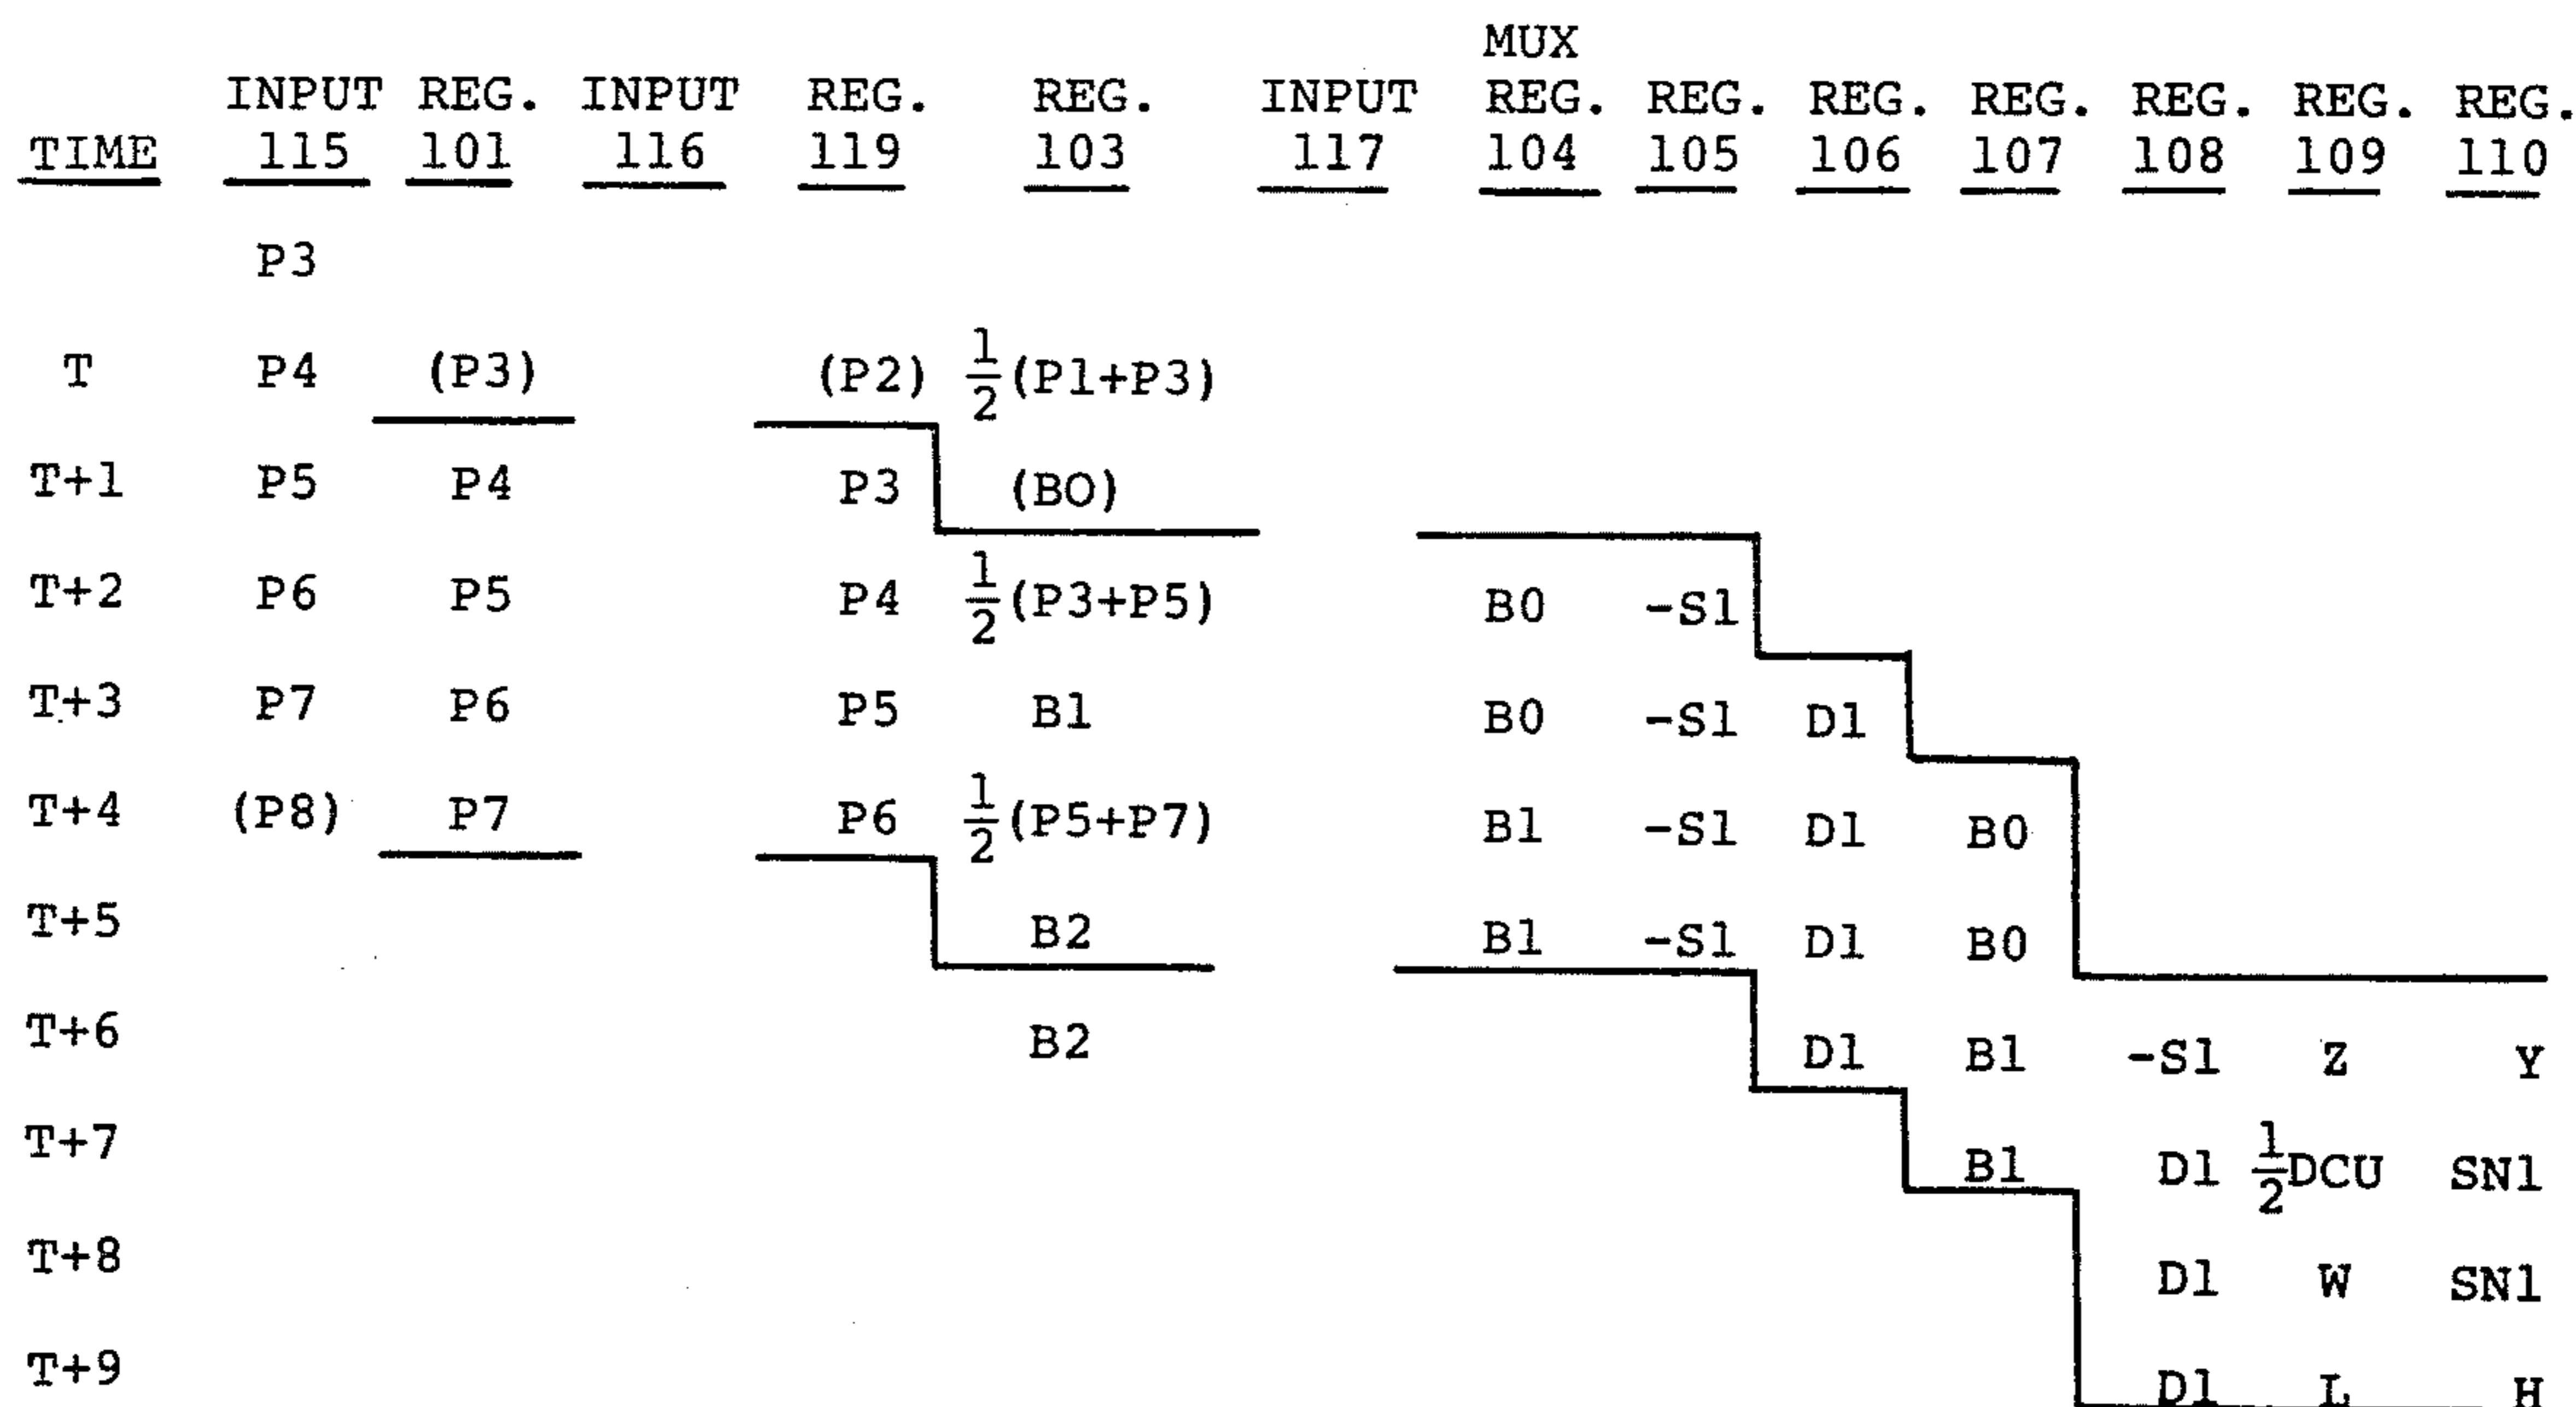 MUX
INPUT REG. INPUT REG. REG. INPUT REG. REG. REG. REG. REG. REG. REG.
TIME 115 101 116 119 103 117 104 105 106 107 108 109 110
P3
T P4 (P3) (P2) 1/2(P1+P3)
T+1 P5 P4 P3 (BO)
T+2 P6 P5 P4 1/2(P3+P5) B0 -S1
T+3 P7 P6 P5 B1 B0 -S1 D1
T+4 (P8) P7 P6 1/2(P5+P7) B1 -S1 D1 B0
T+5 B2 B1 -S1 D1 B0
T+6 B2 D1 B1 -S1 Z Y
T+7 B1 D1 1/2DCU SN1
T+8 D1 W SN1
T+9 D1 L H